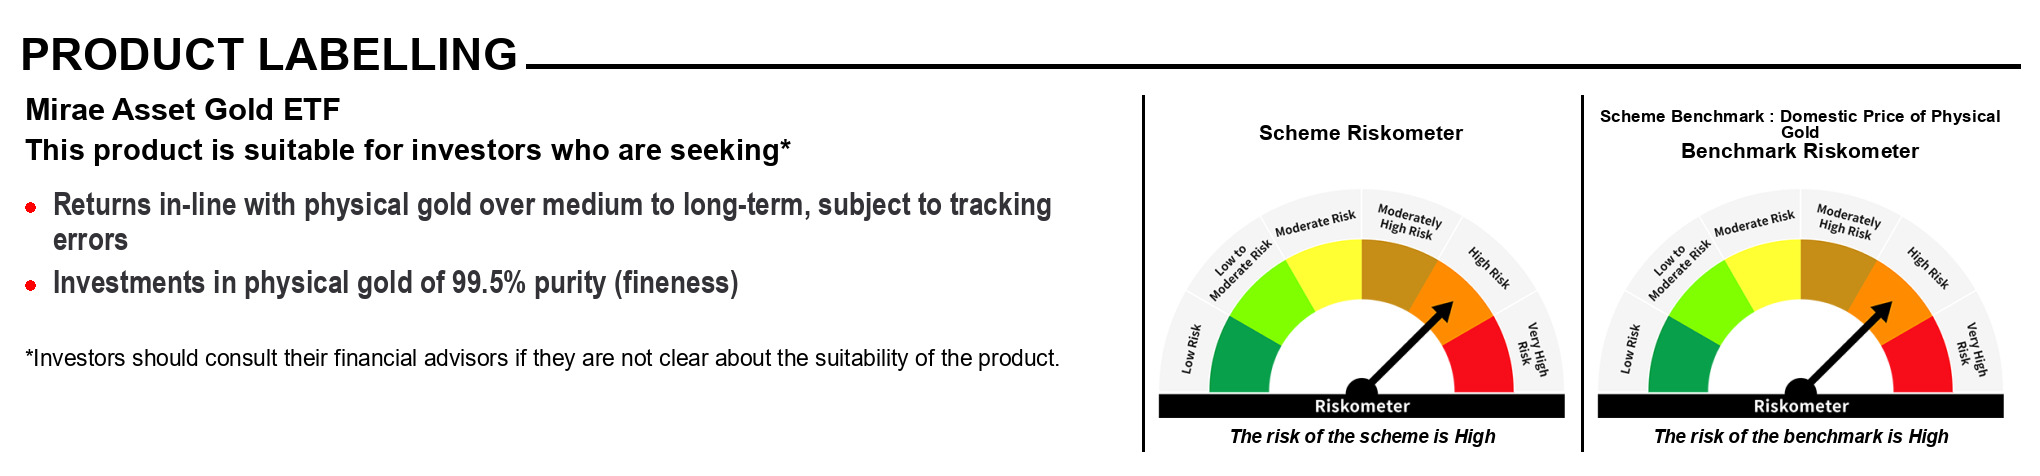 PRODUCT LABELLING
Mirae Asset Gold ETF
This product is suitable for investors who are seeking*
• Returns in-line with physical gold over medium to long-term, subject to tracking
errors
• Investments in physical gold of 99.5% purity (fineness)
*Investors should consult their financial advisors if they are not clear about the suitability of the product.
Scheme Riskometer
Low Risk
Low to
Moderate Risk
Moderate Risk
Moderately
High Risk
High Risk
Very High
Risk
Riskometer
The risk of the scheme is High
Scheme Benchmark : Domestic Price of Physical
Gold
Benchmark Riskometer
Low Risk
Low to
Moderate Risk
Moderate Risk
Moderately
High Risk
High Risk
Very High
Risk
Riskometer
The risk of the benchmark is High